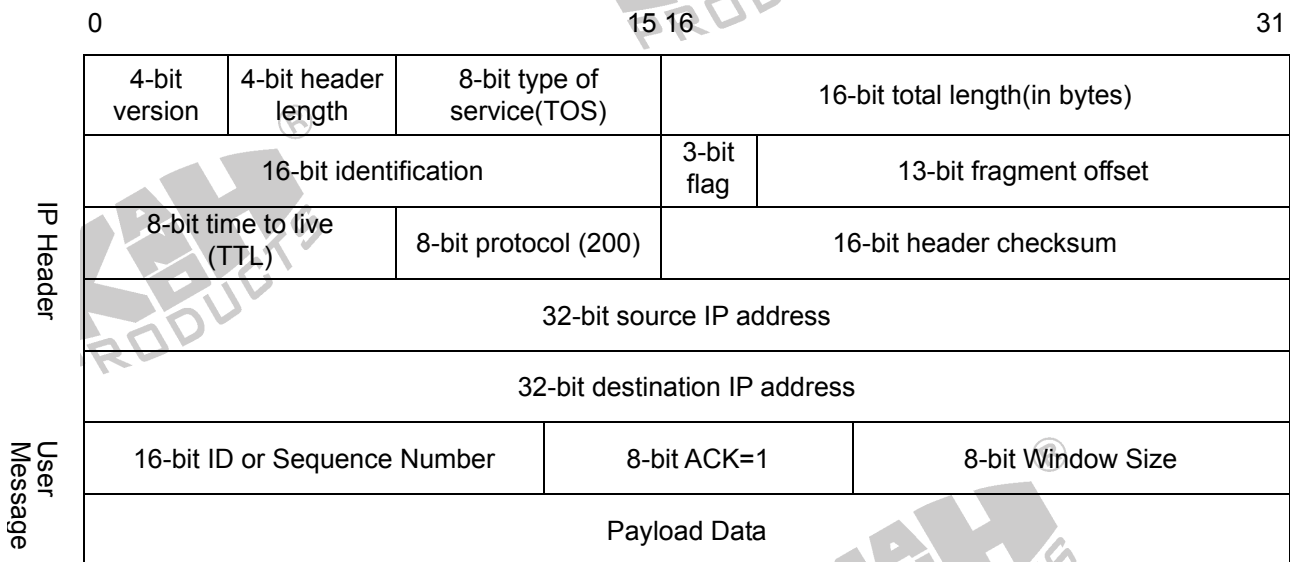 0 15 16 31
4-bit version 4-bit header length 8-bit type of service(TOS) 16-bit total length(in bytes)
16-bit identification 3-bit flag 13-bit fragment offset
8-bit time to live (TTL) 8-bit protocol (200) 16-bit header checksum
32-bit source IP address
32-bit destination IP address
16-bit ID or Sequence Number 8-bit ACK=1 8-bit Window Size
Payload Data
IP Header
User Message
PRODUCTS
®
®